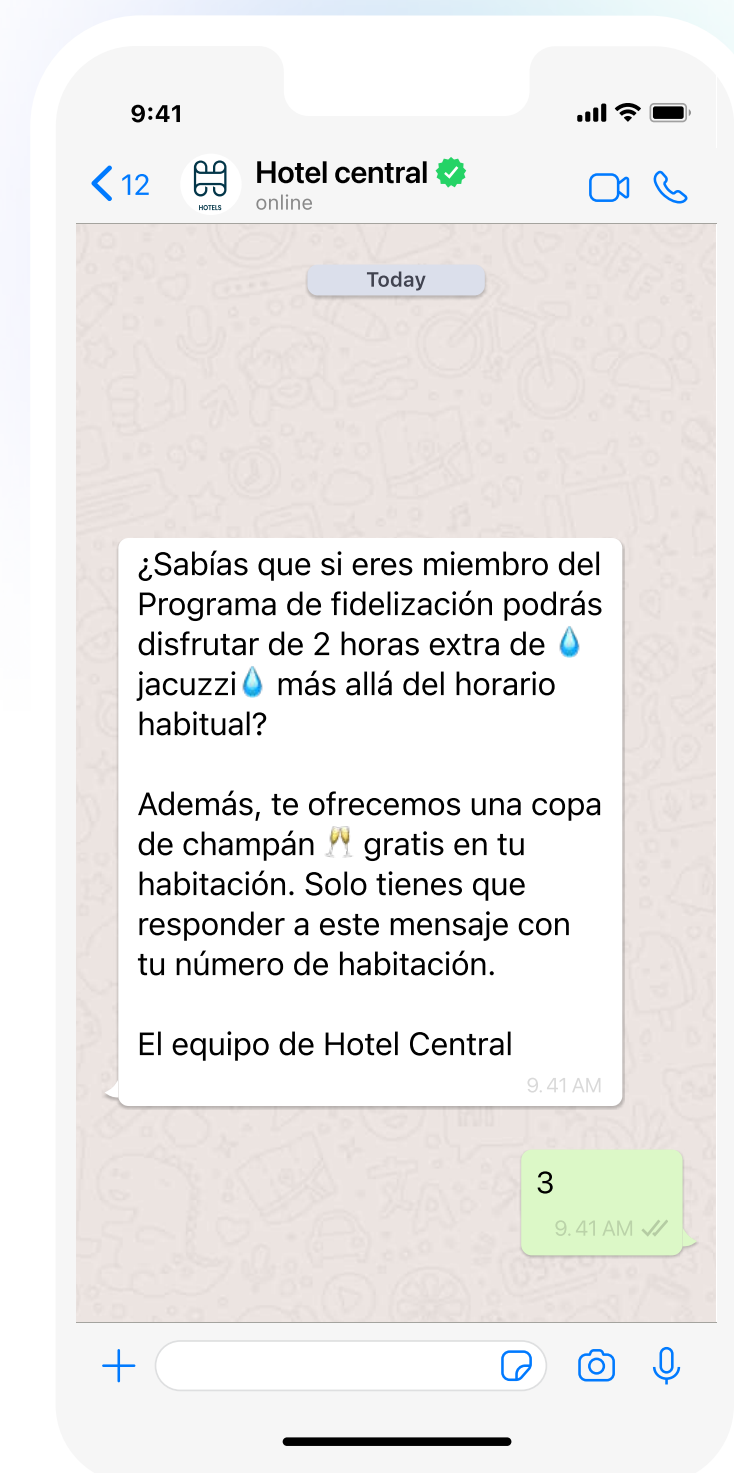 9:41
12
Hotel central
HOTELS
online
Today
¿Sabías que si eres miembro del
Programa de fidelización podrás
disfrutar de 2 horas extra de 💧
jacuzzi💧 más allá del horario
habitual?
Además, te ofrecemos una copa
de champán 🥂 gratis en tu
habitación. Solo tienes que
responder a este mensaje con
tu número de habitación.
El equipo de Hotel Central
9.41 AM
3
9.41 AM